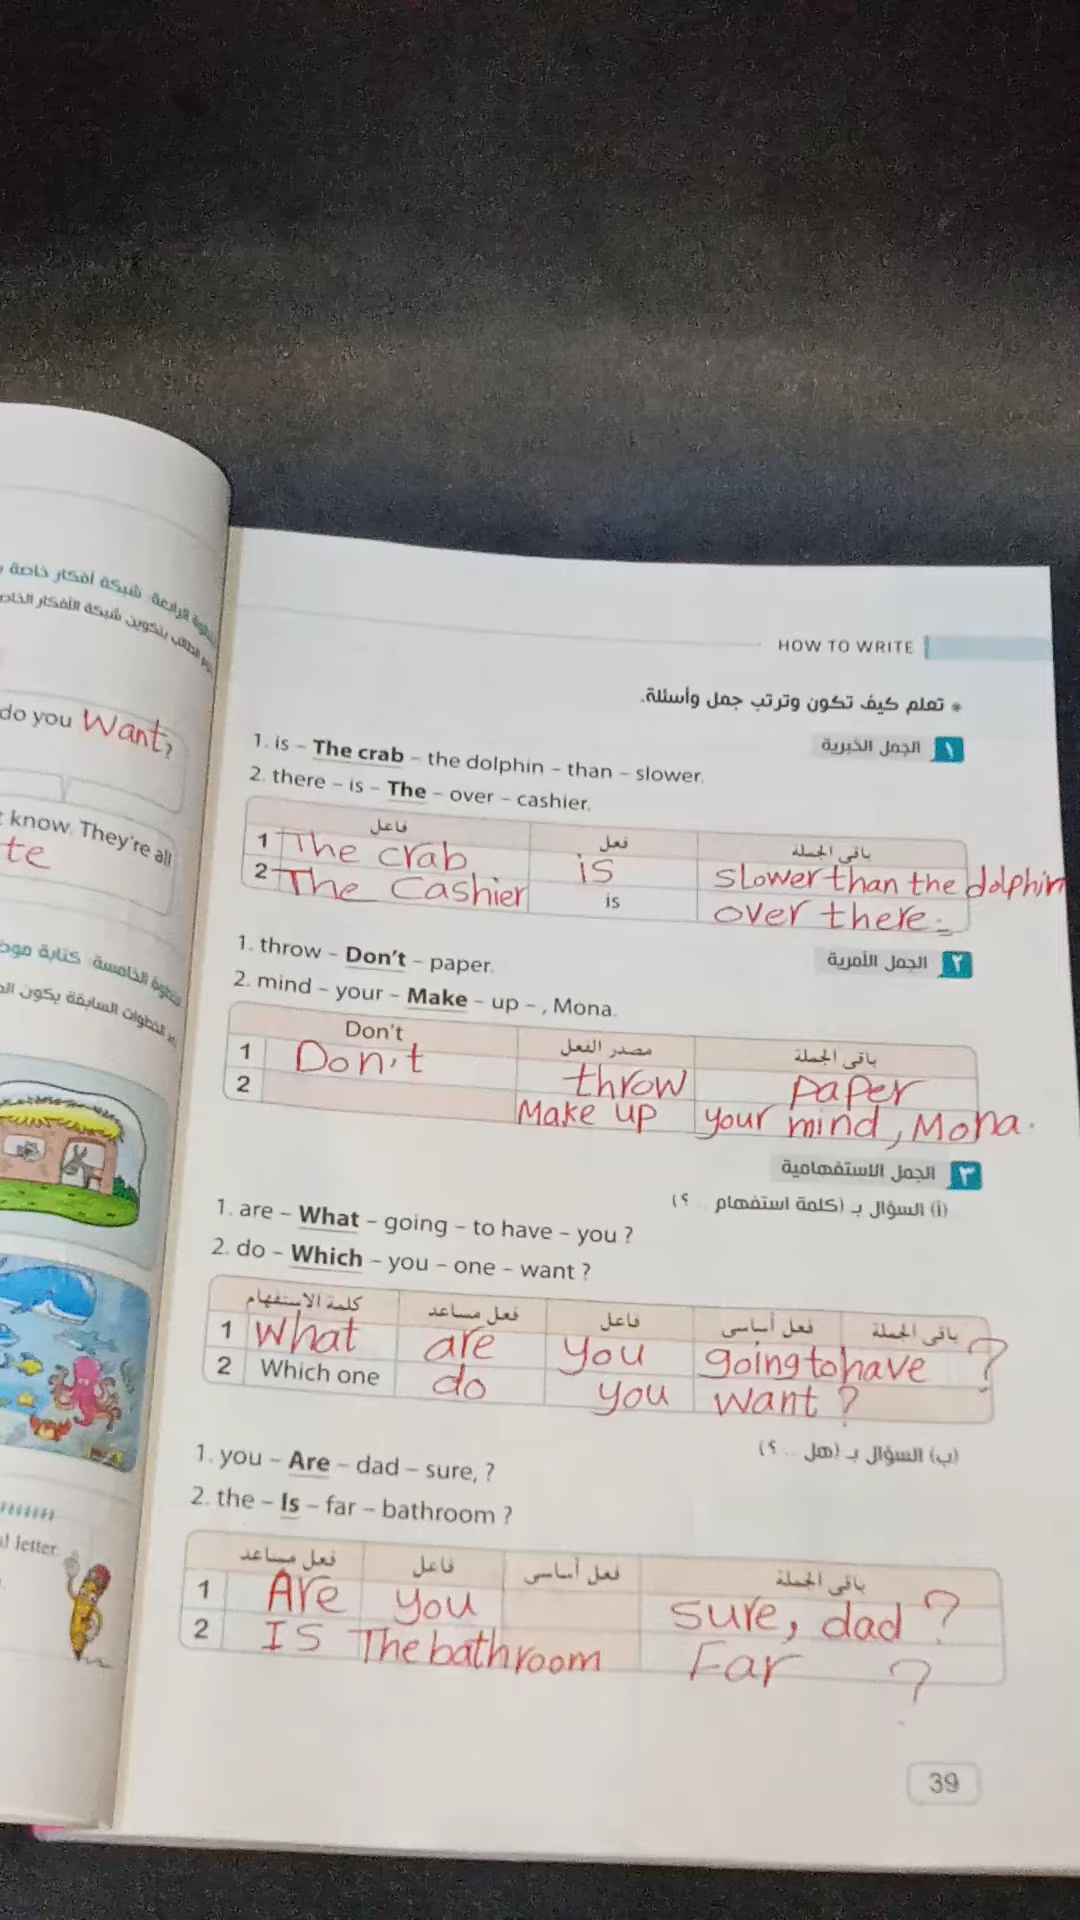 do you Want?
know. They're all
te
l letter
HOW TO WRITE
* تعلم كيف تكون وترتب جمل وأسئلة.
١ الجمل الخبرية
1. is – The crab – the dolphin – than – slower.
2. there – is – The – over – cashier.
فاعل فعل باقى الجملة
1 The crab is slower than the dolphin
2 The Cashier is over there.
٢ الجمل الأمرية
1. throw – Don't – paper.
2. mind – your – Make – up – , Mona.
Don't مصدر الفعل باقى الجملة
1 Don't throw paper
2 Make up your mind, Mona.
٣ الجمل الاستفهامية
(أ) السؤال بـ (كلمة استفهام .. ؟)
1. are – What – going – to have – you ?
2. do – Which – you – one – want ?
كلمة الاستفهام فعل مساعد فاعل فعل أساسى باقى الجملة
1 What are you going to have ?
2 Which one do you want ?
(ب) السؤال بـ (هل .. ؟)
1. you – Are – dad – sure, ?
2. the – Is – far – bathroom ?
فعل مساعد فاعل فعل أساسى باقى الجملة
1 Are you sure, dad ?
2 IS The bathroom Far ?
39